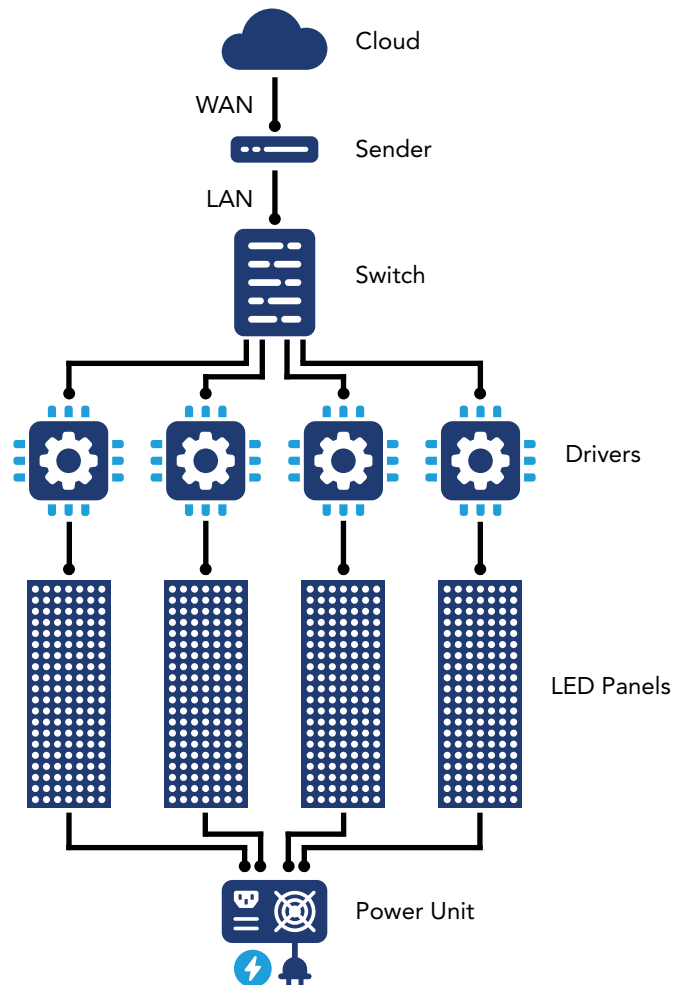 Cloud
WAN
Sender
LAN
Switch
Drivers
LED Panels
Power Unit